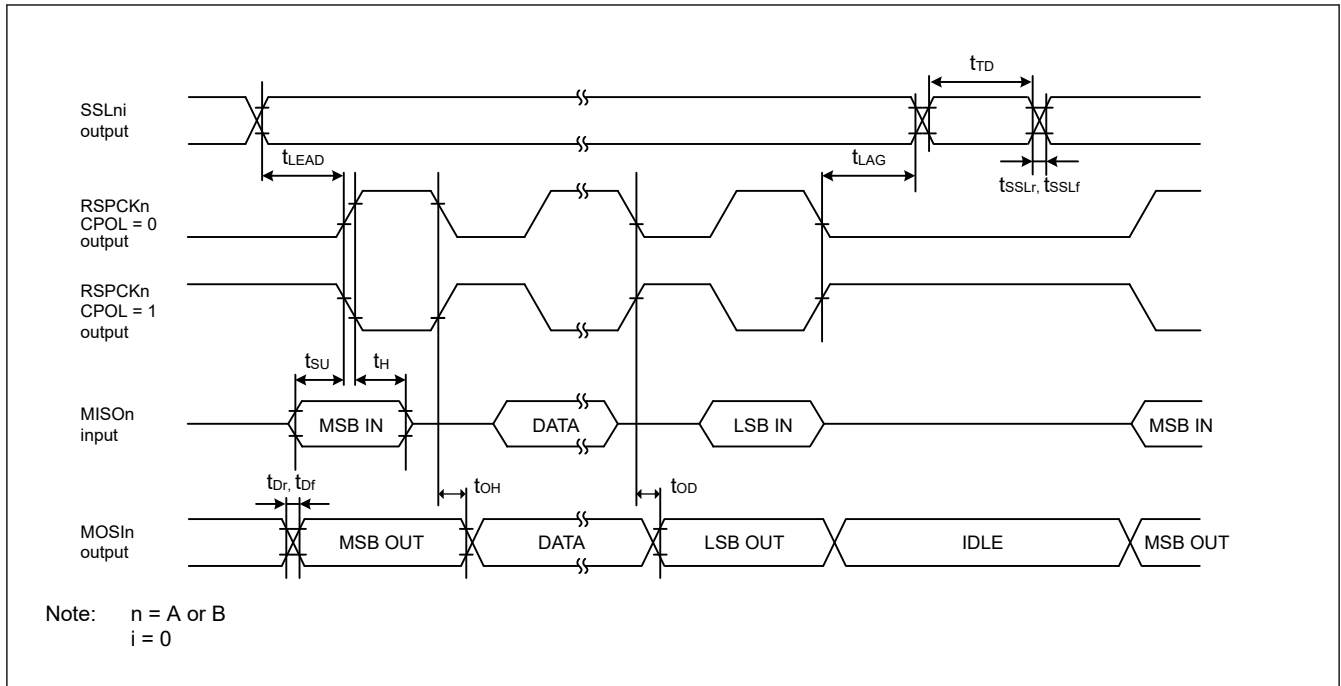 tTD
SSLni
output
tLEAD
tLAG
tSSLr, tSSLf
RSPCKn
CPOL = 0
output
RSPCKn
CPOL = 1
output
tSU
tH
MISOn
input
MSB IN
DATA
LSB IN
MSB IN
tDr, tDf
tOH
tOD
MOSIn
output
MSB OUT
DATA
LSB OUT
IDLE
MSB OUT
Note: n = A or B
i = 0